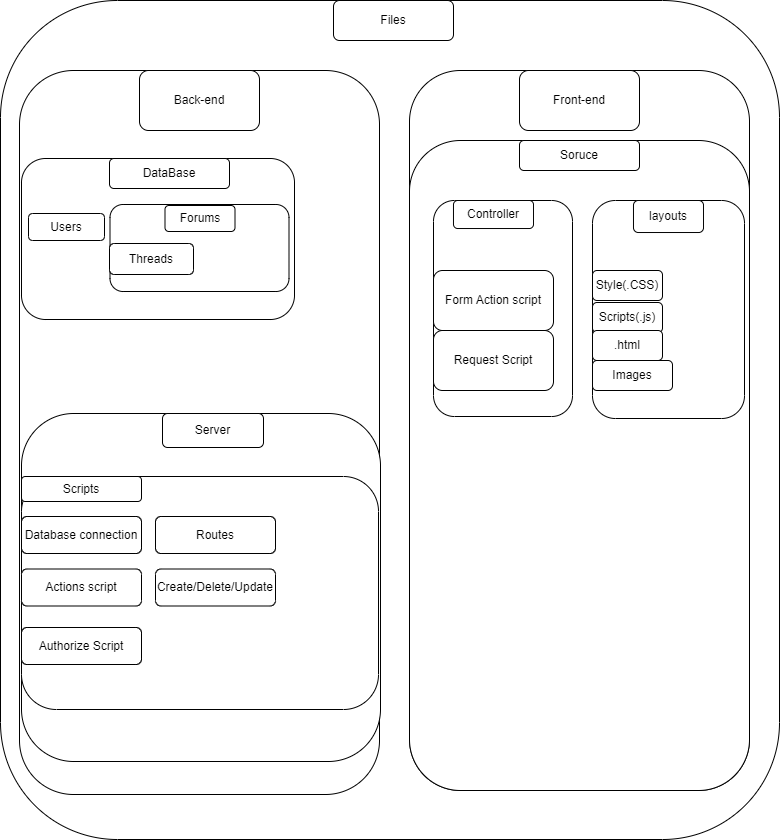 Files
Back-end
DataBase
Users
Forums
Threads
Server
Scripts
Database connection
Routes
Actions script
Create/Delete/Update
Authorize Script
Front-end
Soruce
Controller
Form Action script
Request Script
layouts
Style(.CSS)
Scripts(.js)
.html
Images